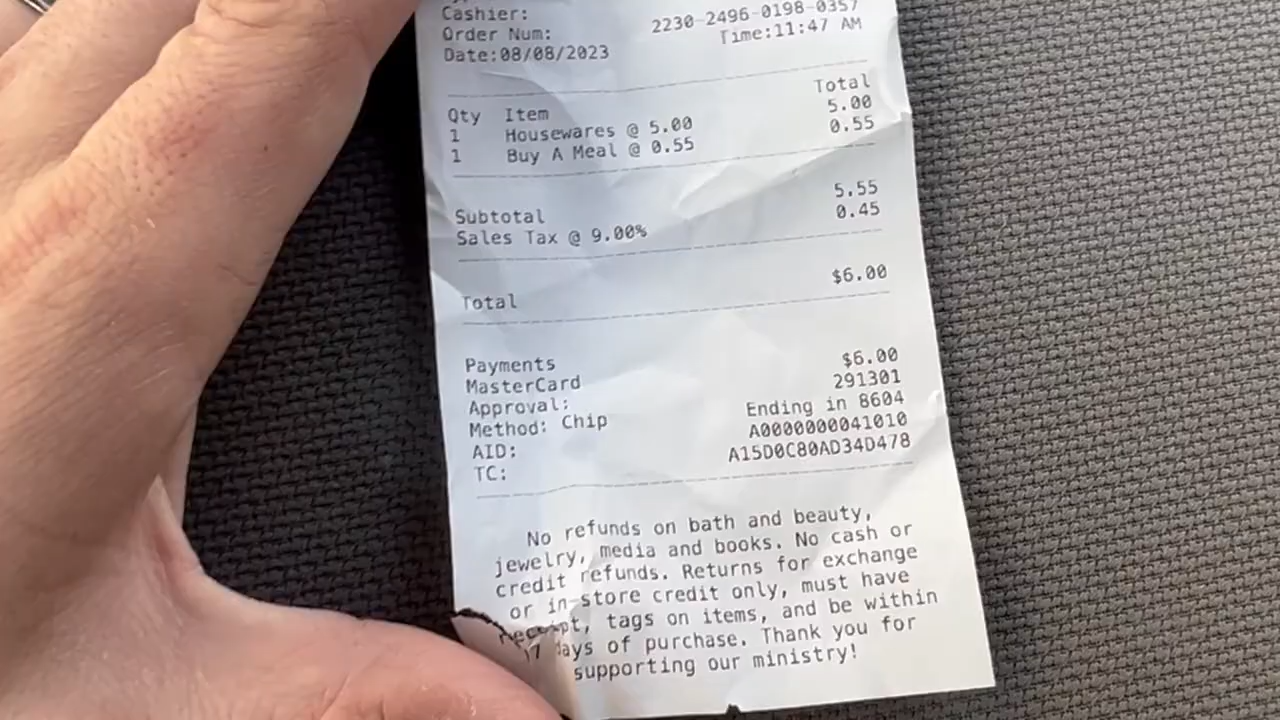 Cashier:
Order Num: 2230-2496-0198-0357
Date:08/08/2023 Time:11:47 AM
Qty Item Total
1 Housewares @ 5.00 5.00
1 Buy A Meal @ 0.55 0.55
Subtotal 5.55
Sales Tax @ 9.00% 0.45
Total $6.00
Payments
MasterCard $6.00
Approval: 291301
Method: Chip Ending in 8604
AID: A0000000041010
TC: A15D0C80AD34D478
No refunds on bath and beauty,
jewelry, media and books. No cash or
credit refunds. Returns for exchange
or in-store credit only, must have
receipt, tags on items, and be within
days of purchase. Thank you for
supporting our ministry!